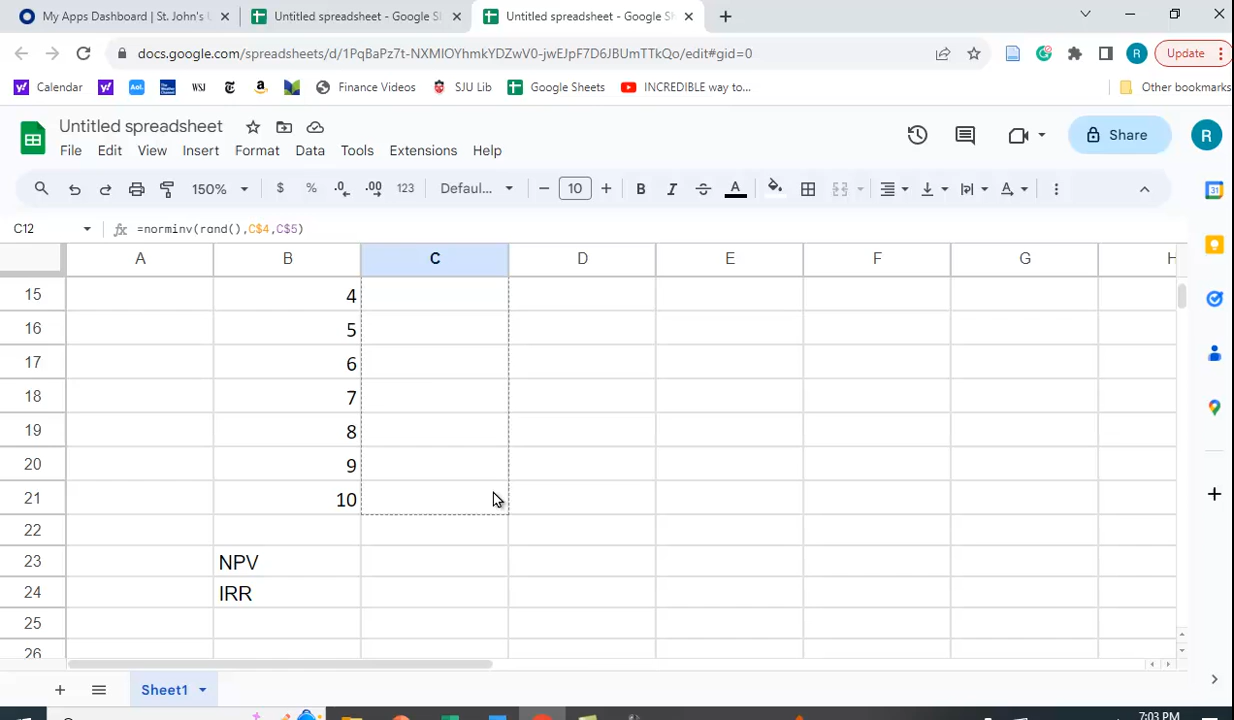 My Apps Dashboard | St. John's
Untitled spreadsheet - Google S
Untitled spreadsheet - Google S
docs.google.com/spreadsheets/d/1PqBaPz7t-NXMIOYhmkYDZwV0-jwEJpF7D6JBUmTTkQo/edit#gid=0
R
Update
Calendar
Aol.
WSJ
Finance Videos
SJU Lib
Google Sheets
INCREDIBLE way to...
Other bookmarks
Untitled spreadsheet
Share
R
File Edit View Insert Format Data Tools Extensions Help
150% $ % .0 .00 123 Defaul... 10 B I S A
31
C12 fx =norminv(rand(),C$4,C$5)
A B C D E F G H
15 4
16 5
17 6
18 7
19 8
20 9
21 10
22
23 NPV
24 IRR
25
26
Sheet1
7:03 PM